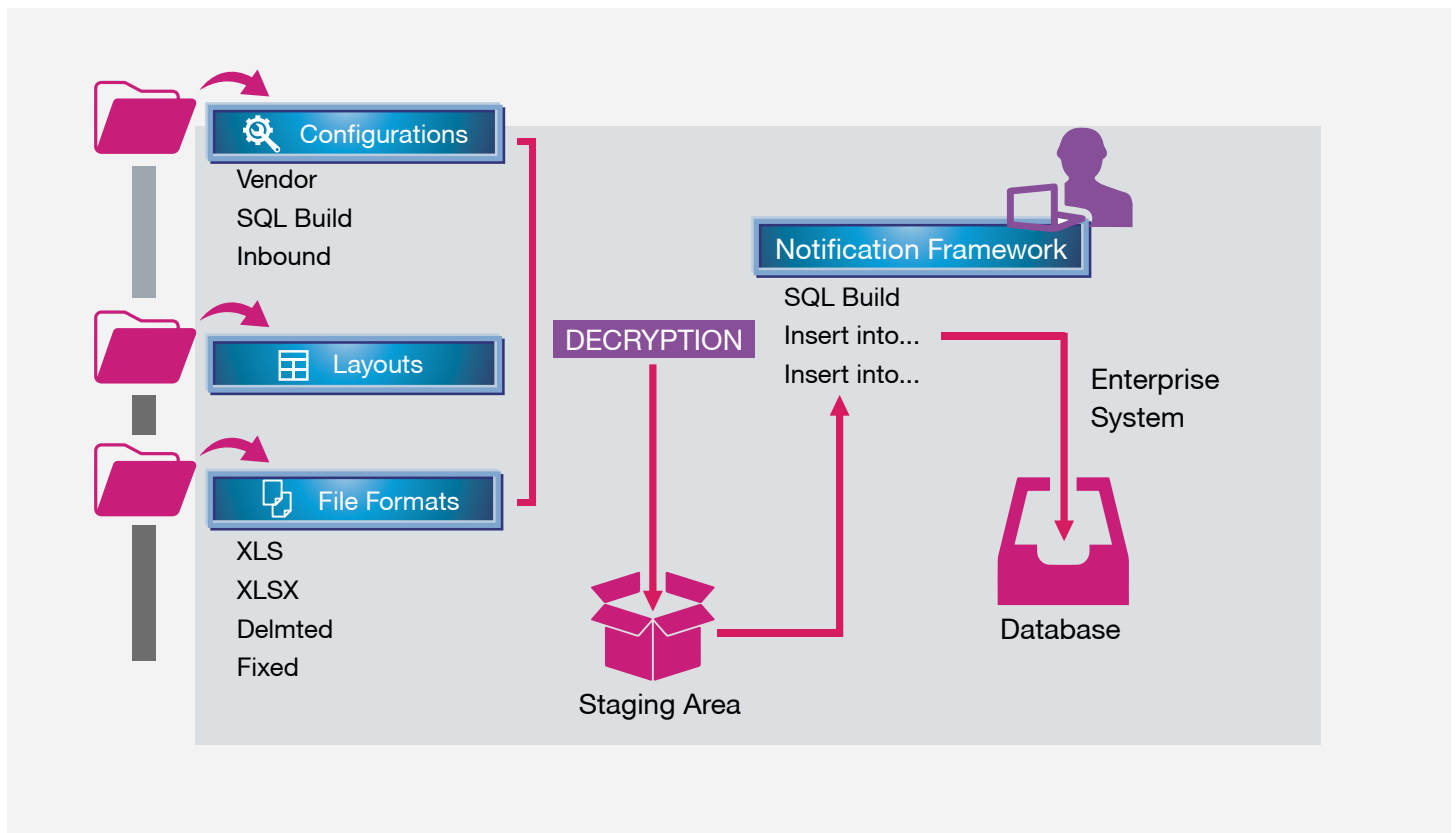 Configurations
Vendor
SQL Build
Inbound
Layouts
File Formats
XLS
XLSX
Delmted
Fixed
DECRYPTION
Staging Area
Notification Framework
SQL Build
Insert into...
Insert into...
Enterprise
System
Database